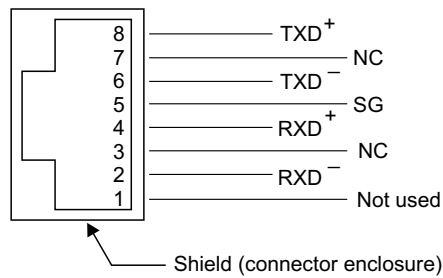 8 TXD+
7 NC
6 TXD−
5 SG
4 RXD+
3 NC
2 RXD−
1 Not used
Shield (connector enclosure)